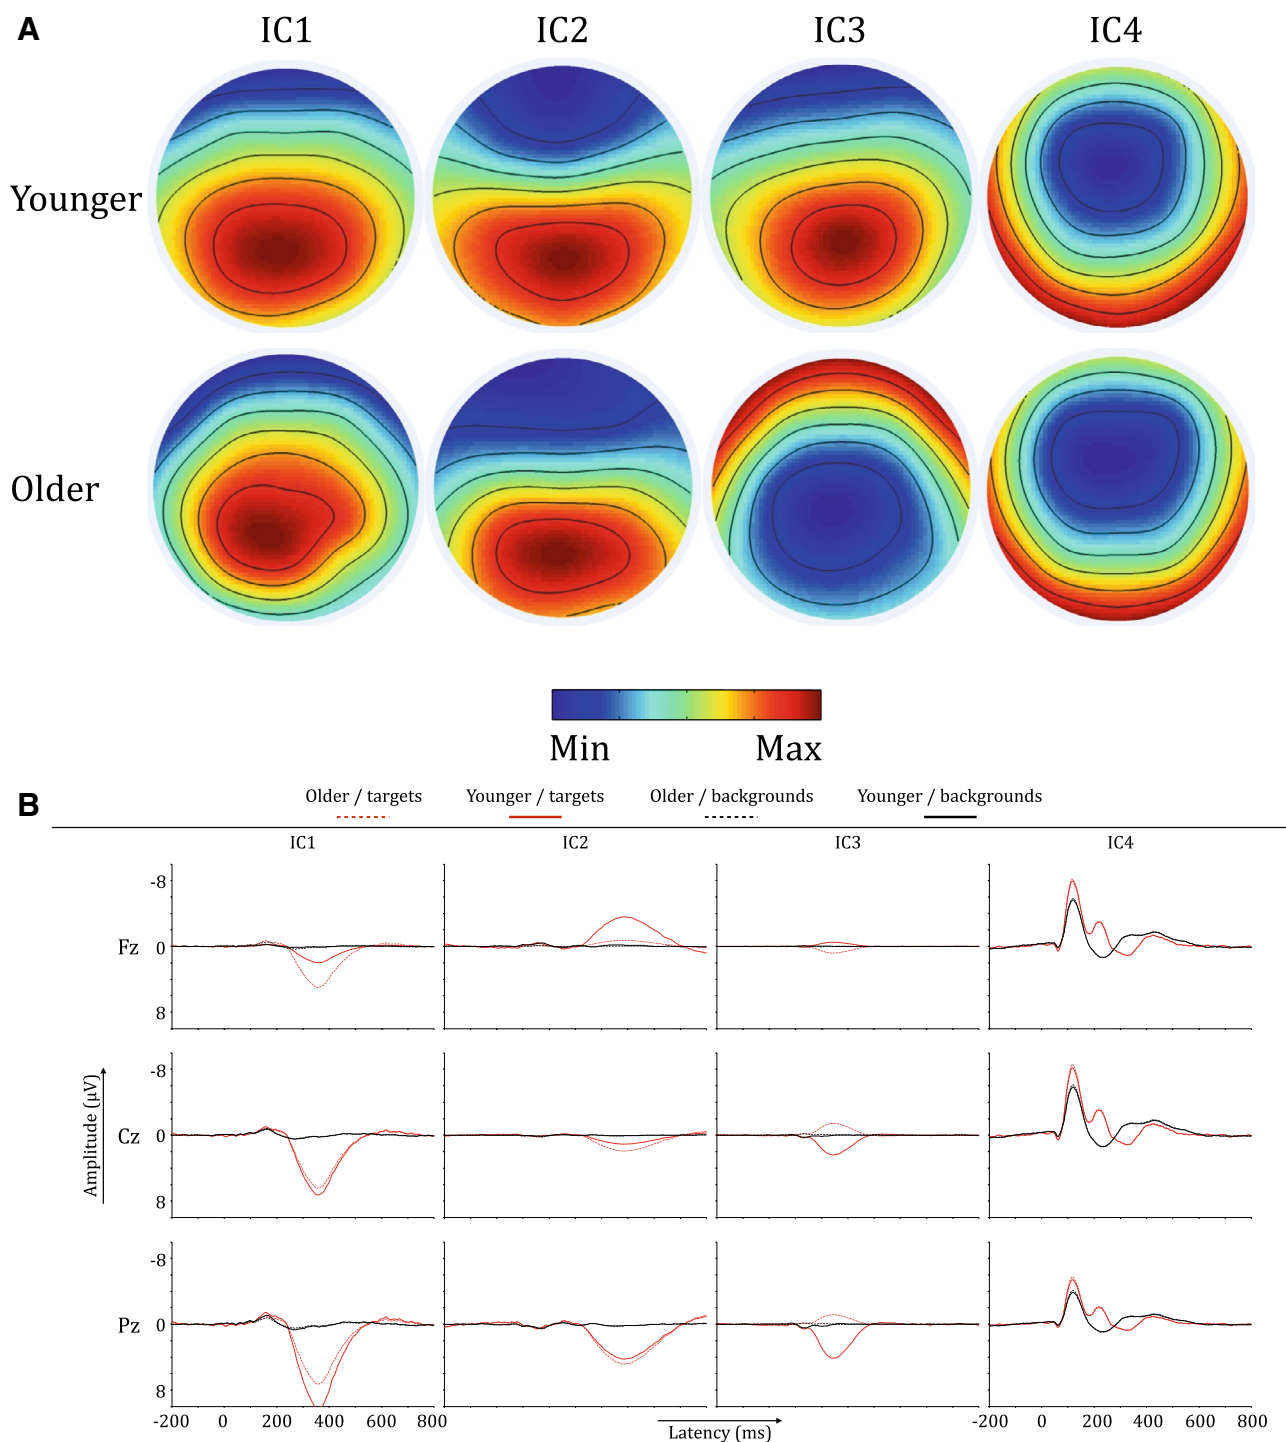 A
IC1 IC2 IC3 IC4
Younger
Older
Min Max
B
Older / targets Younger / targets Older / backgrounds Younger / backgrounds
IC1 IC2 IC3 IC4
-8
Fz 0
8
-8
Cz 0
8
Amplitude (µV)
-8
Pz 0
8
-200 0 200 400 600 800 -200 0 200 400 600 800
Latency (ms)